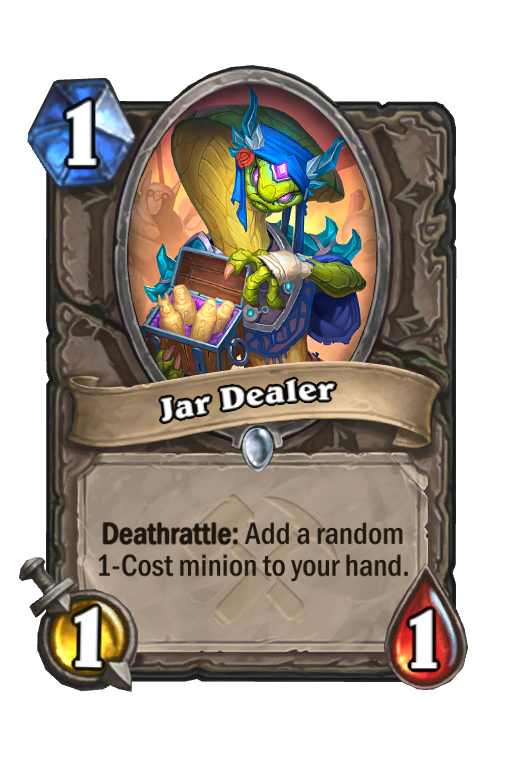 1
Jar Dealer
Deathrattle: Add a random
1-Cost minion to your hand.
1
1